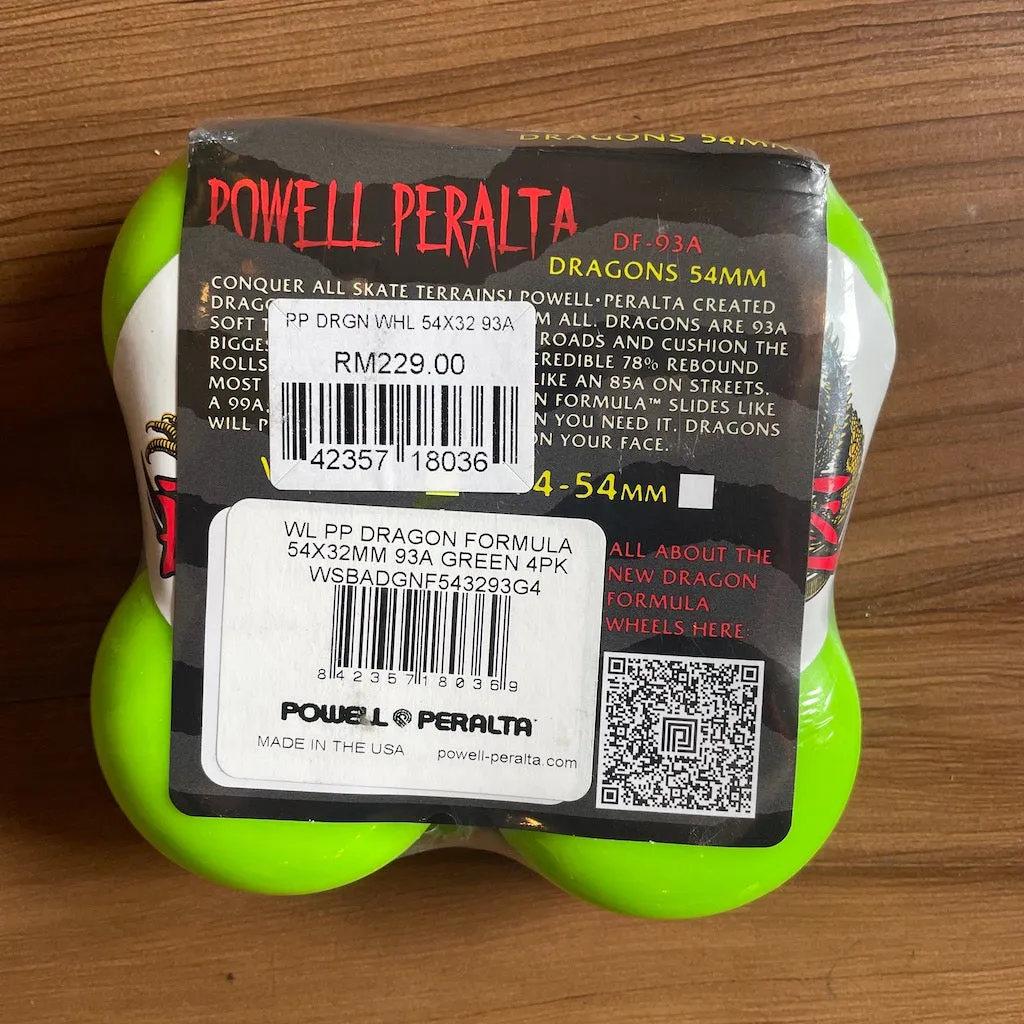 DRAGONS 54MM
POWELL PERALTA
DF-93A
DRAGONS 54MM
CONQUER ALL SKATE TERRAINS! POWELL•PERALTA CREATED
M ALL. DRAGONS ARE 93A
SOFT
ROADS AND CUSHION THE
ROLLS
78% REBOUND
MOST
LIKE AN 85A ON STREETS.
A 99A.
FORMULA™ SLIDES LIKE
WILL
YOU NEED IT. DRAGONS
ON YOUR FACE.
PP DRGN WHL 54X32 93A
RM229.00
42357 18036
4-54MM
WL PP DRAGON FORMULA
54X32MM 93A GREEN 4PK
WSBADGNF543293G4
8 42357 18036 9
POWELL PERALTA
MADE IN THE USA powell-peralta.com
ALL ABOUT THE
NEW DRAGON
FORMULA
WHEELS HERE: